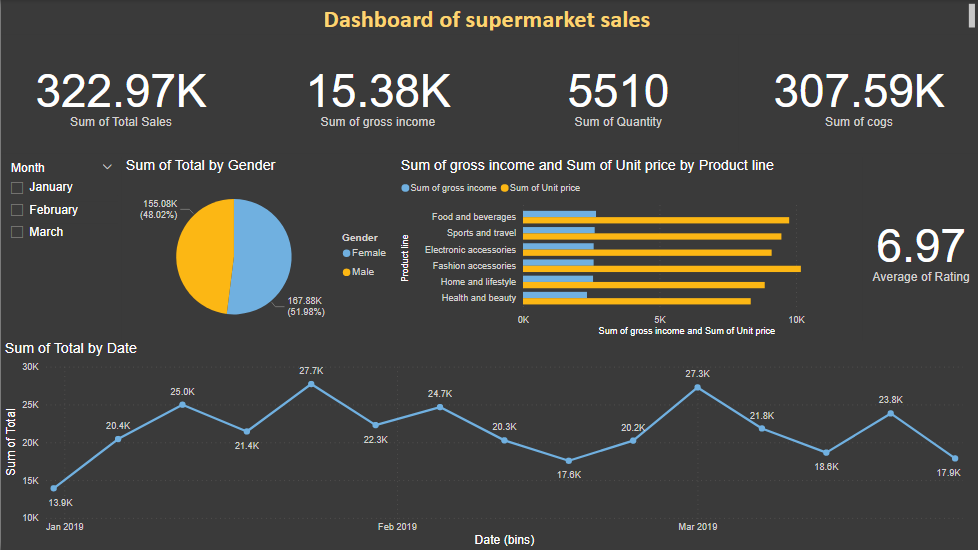 Dashboard of supermarket sales
322.97K
Sum of Total Sales
15.38K
Sum of gross income
5510
Sum of Quantity
307.59K
Sum of cogs
Month
January
February
March
Sum of Total by Gender
155.08K
(48.02%)
167.88K
(51.98%)
Gender
Female
Male
Sum of gross income and Sum of Unit price by Product line
Sum of gross income Sum of Unit price
Product line
Food and beverages
Sports and travel
Electronic accessories
Fashion accessories
Home and lifestyle
Health and beauty
0K 5K 10K
Sum of gross income and Sum of Unit price
6.97
Average of Rating
Sum of Total by Date
Sum of Total
30K
25K
20K
15K
10K
13.9K
20.4K
25.0K
21.4K
27.7K
22.3K
24.7K
20.3K
17.6K
20.2K
27.3K
21.8K
18.6K
23.8K
17.9K
Jan 2019 Feb 2019 Mar 2019
Date (bins)